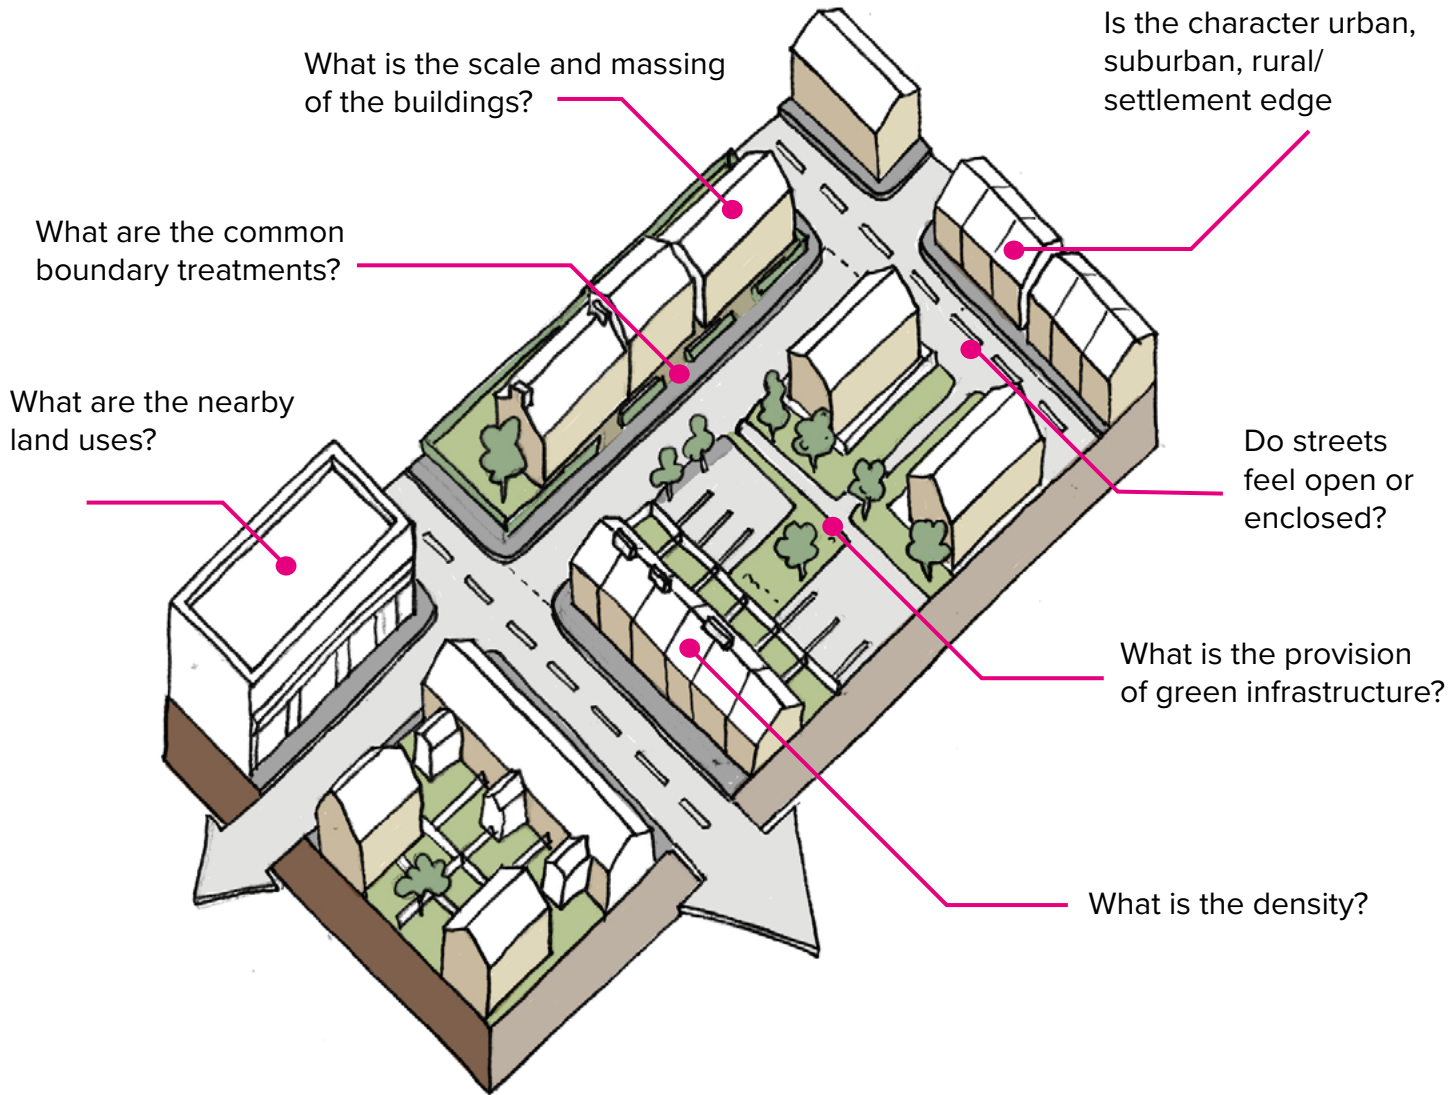 Is the character urban,
suburban, rural/
settlement edge
What is the scale and massing
of the buildings?
What are the common
boundary treatments?
What are the nearby
land uses?
Do streets
feel open or
enclosed?
What is the provision
of green infrastructure?
What is the density?